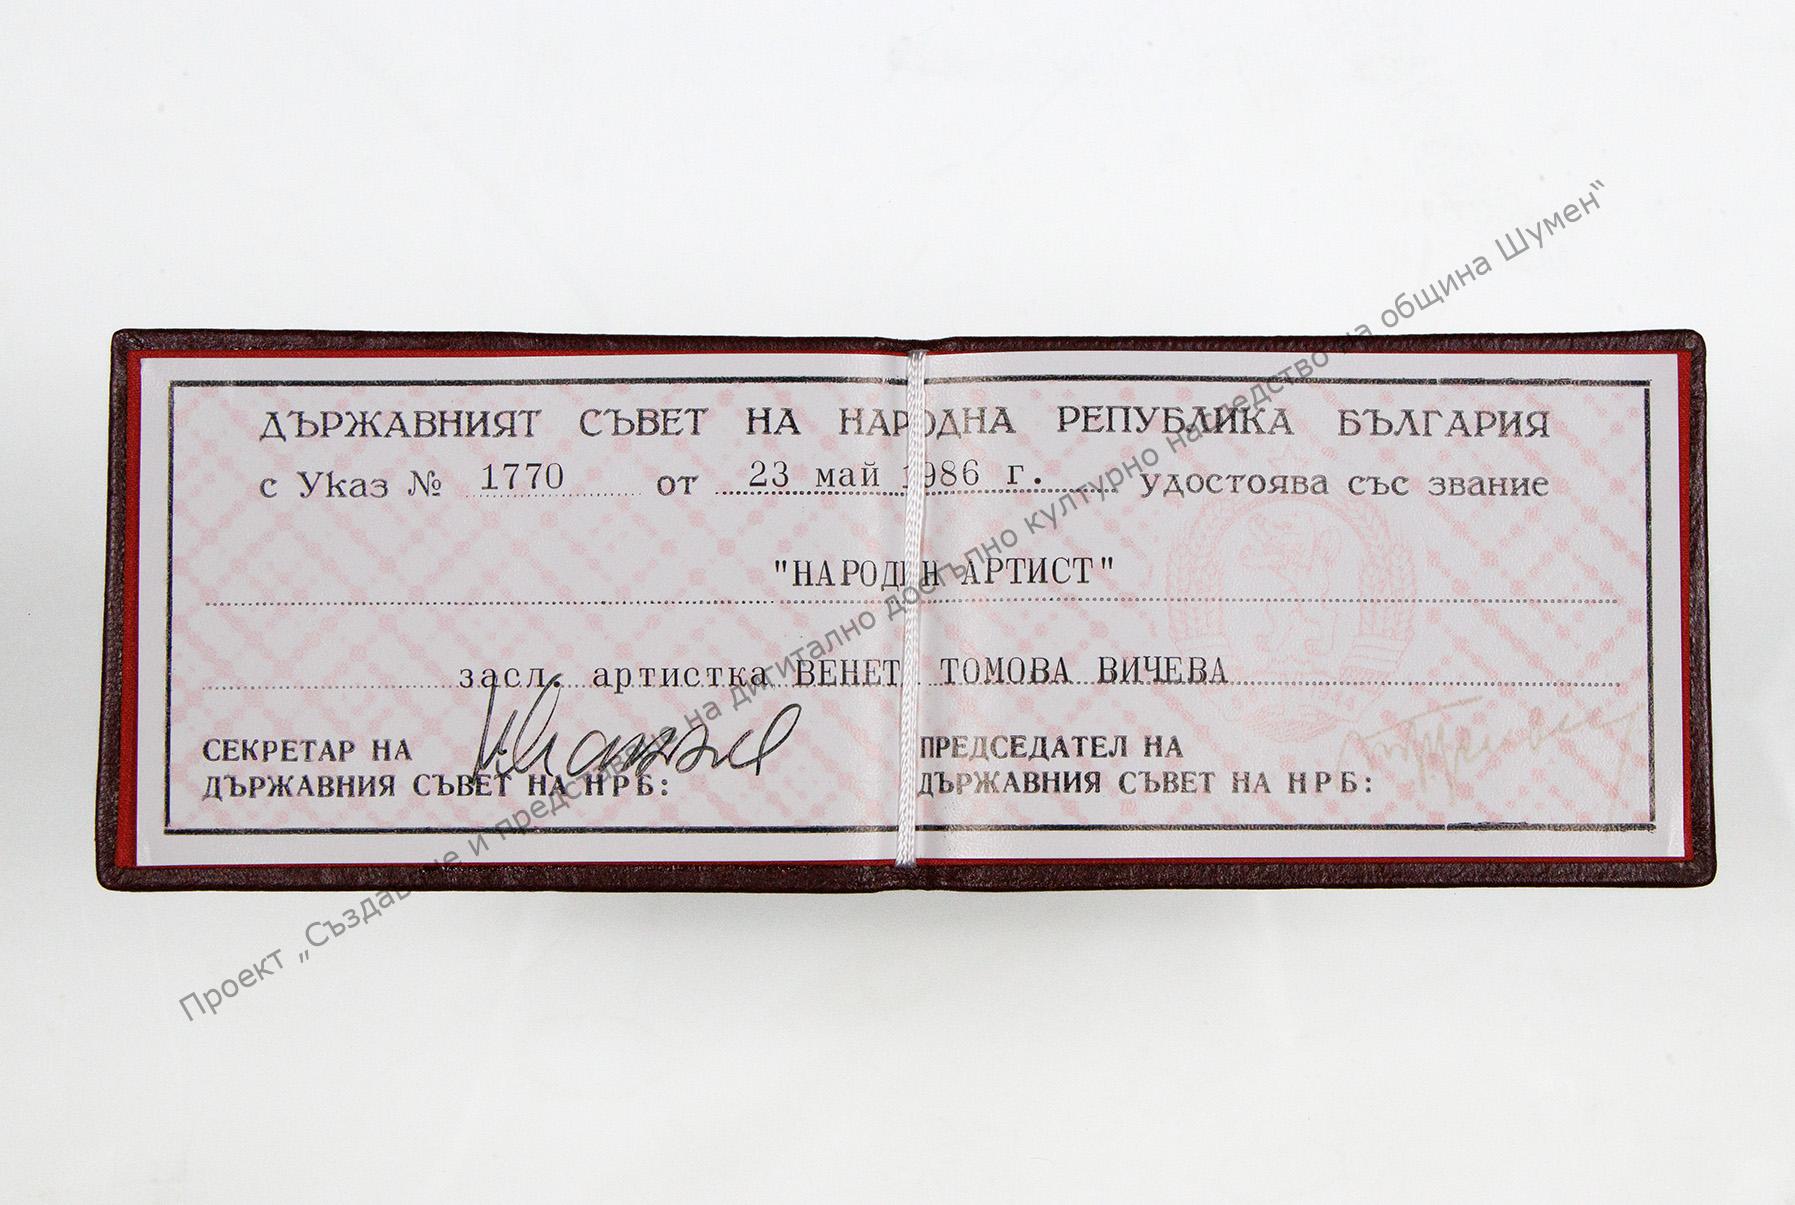 ДЪРЖАВНИЯТ СЪВЕТ НА НАРОДНА РЕПУБЛИКА БЪЛГАРИЯ
с Указ № 1770 от 23 май 1986 г. удостоява със звание
"НАРОДЕН АРТИСТ"
засл. артистка ВЕНЕТА ТОМОВА ВИЧЕВА
СЕКРЕТАР НА
ДЪРЖАВНИЯ СЪВЕТ НА НРБ:
ПРЕДСЕДАТЕЛ НА
ДЪРЖАВНИЯ СЪВЕТ НА НРБ:
Проект „Създаване и представяне на дигитално достъпно културно наследство на община Шумен“